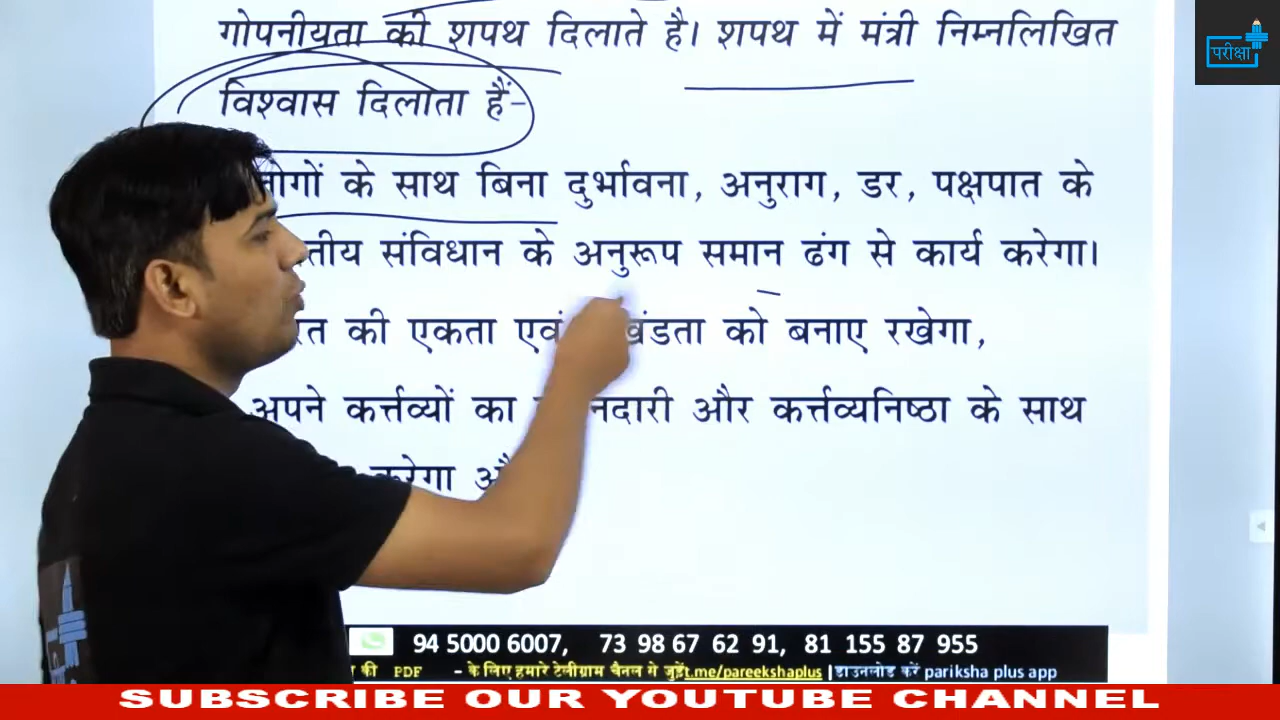 गोपनीयता की शपथ दिलाते है। शपथ में मंत्री निम्नलिखित
परीक्षा
विश्वास दिलाता हैं-
के साथ बिना दुर्भावना, अनुराग, डर, पक्षपात के
संविधान के अनुरूप समान ढंग से कार्य करेगा।
की एकता एवं को बनाए रखेगा,
अपने कर्त्तव्यों का और कर्त्तव्यनिष्ठा के साथ
करेगा
94 5000 6007, 73 98 67 62 91, 81 155 87 955
की PDF - के लिए हमारे टेलीग्राम चैनल गे जुड़ें t.me/pareekshaplus | डाउनलोड करें pariksha plus app
SUBSCRIBE OUR YOUTUBE CHANNEL